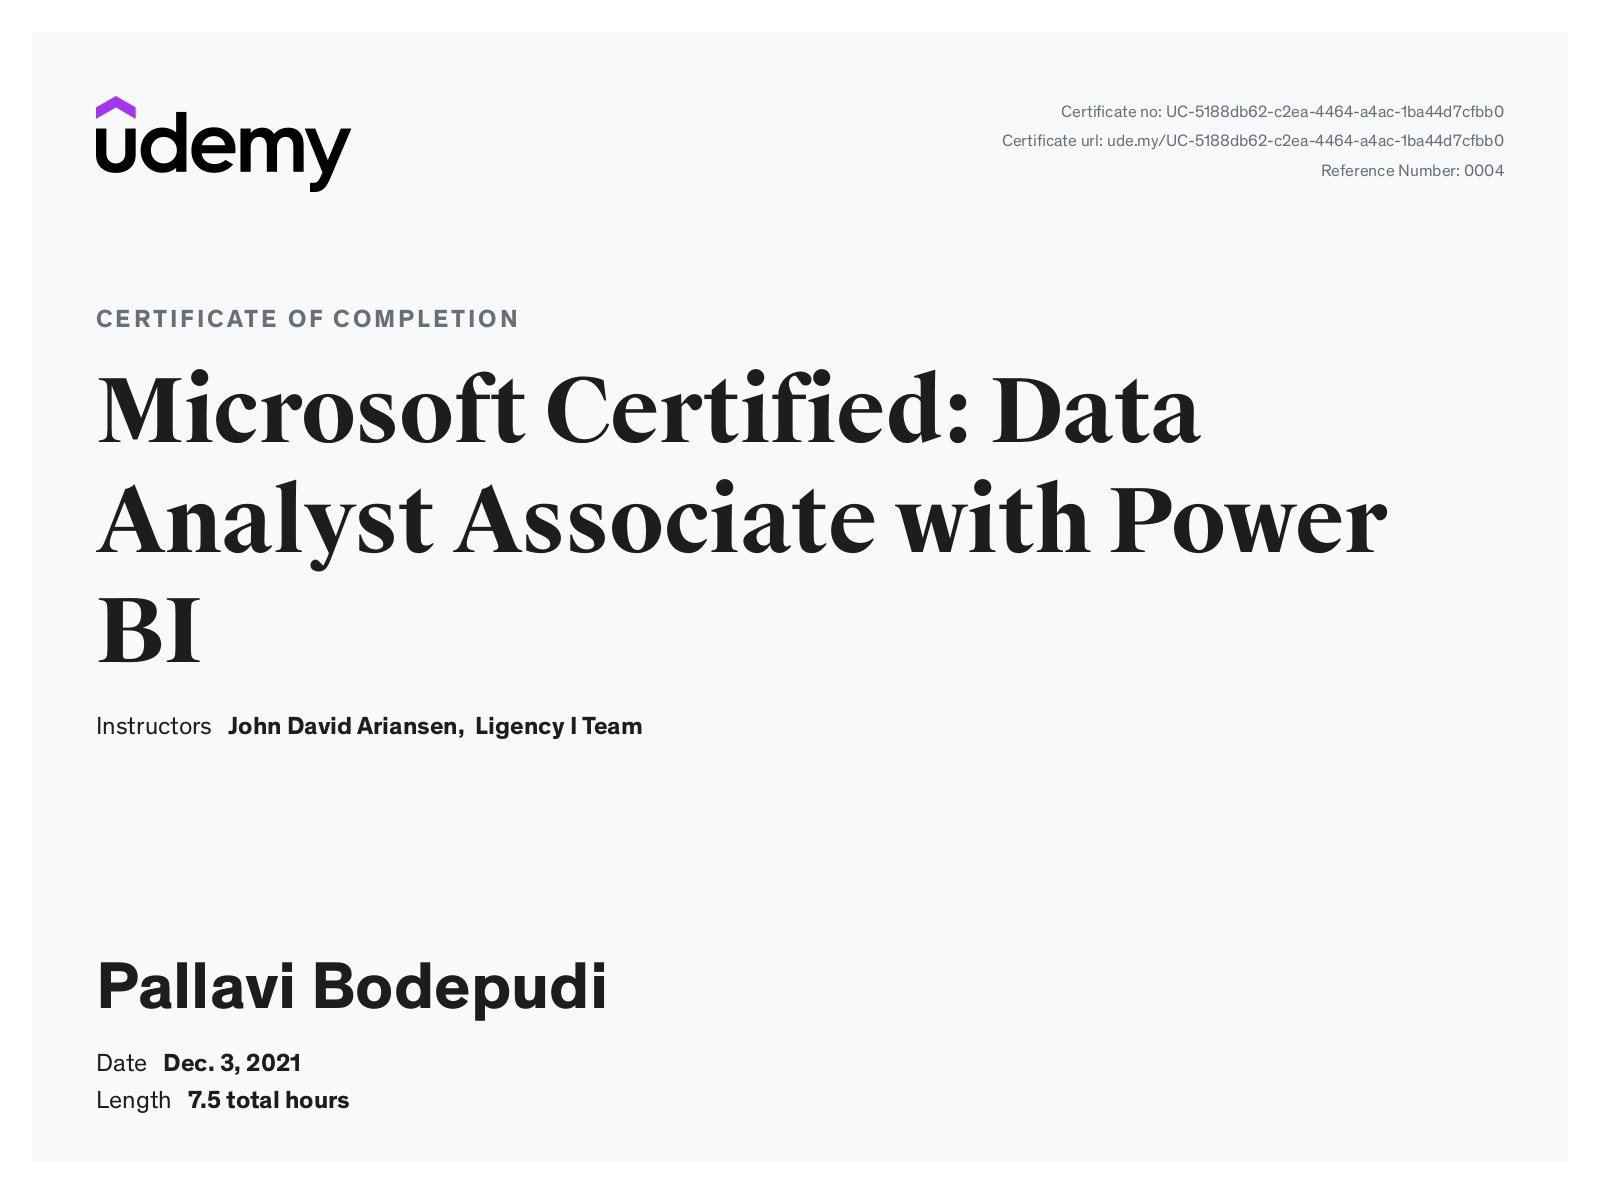 udemy
Certificate no: UC-5188db62-c2ea-4464-a4ac-1ba44d7cfbb0
Certificate url: ude.my/UC-5188db62-c2ea-4464-a4ac-1ba44d7cfbb0
Reference Number: 0004
CERTIFICATE OF COMPLETION
Microsoft Certified: Data
Analyst Associate with Power
BI
Instructors John David Ariansen, Ligency I Team
Pallavi Bodepudi
Date Dec. 3, 2021
Length 7.5 total hours